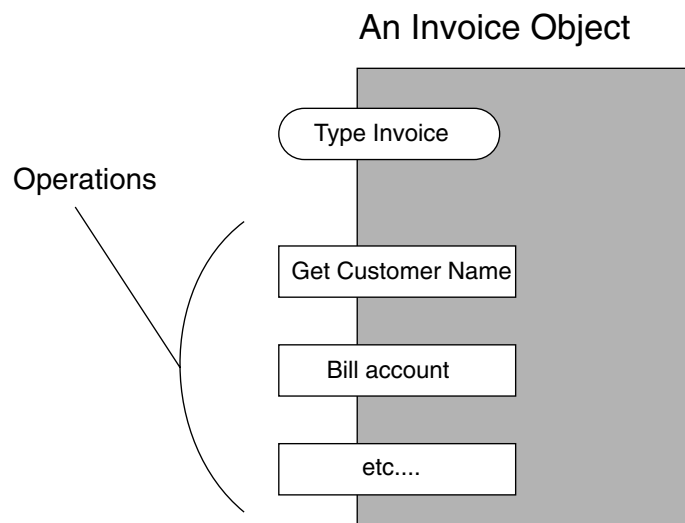 An Invoice Object
Type Invoice
Operations
Get Customer Name
Bill account
etc....